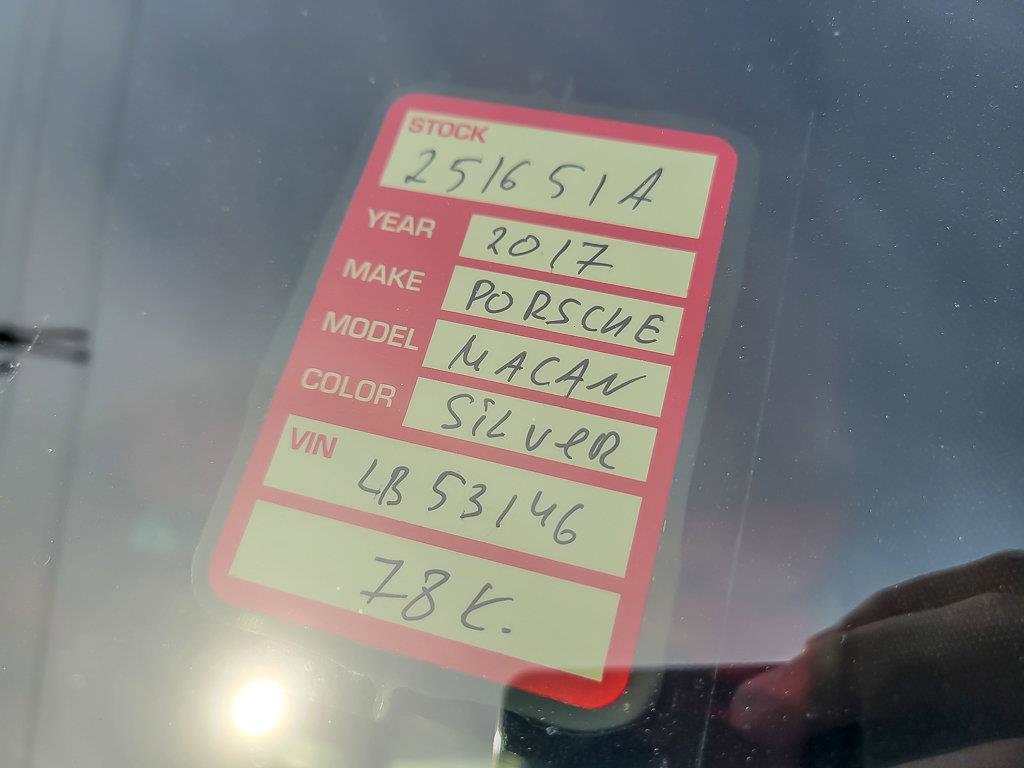 STOCK
251651A
YEAR 2017
MAKE PORSCHE
MODEL MACAN
COLOR SiLVeR
VIN
LB53146
78K.